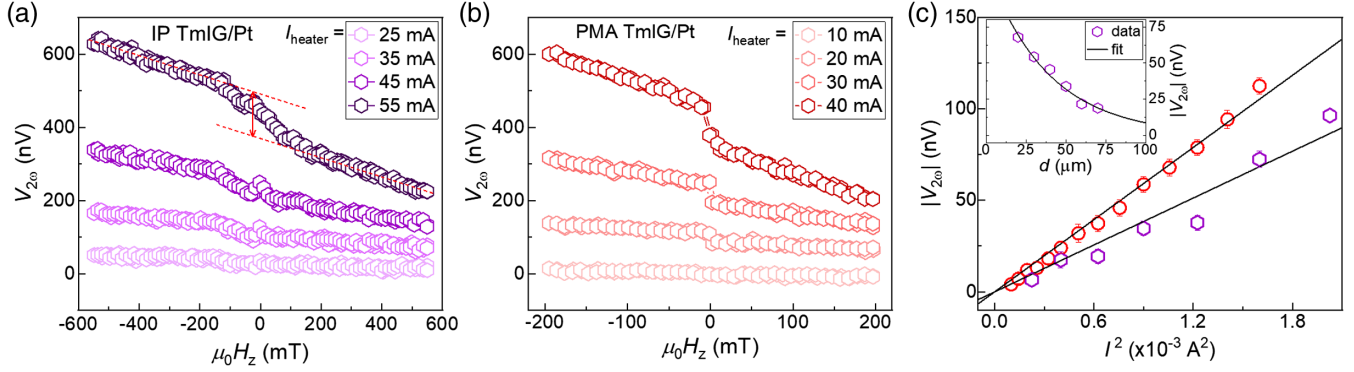 (a)
IP TmIG/Pt
I_heater =
25 mA
35 mA
45 mA
55 mA
600
400
200
0
V_2ω (nV)
-600 -400 -200 0 200 400 600
μ₀H_z (mT)
(b)
PMA TmIG/Pt
I_heater =
10 mA
20 mA
30 mA
40 mA
600
400
200
0
V_2ω (nV)
-200 -100 0 100 200
μ₀H_z (mT)
(c)
150
100
50
0
|V_2ω| (nV)
0.0 0.6 1.2 1.8
I² (x10⁻³ A²)
data
fit
75
50
25
0
|V_2ω| (nV)
0 20 40 60 80 100
d (μm)